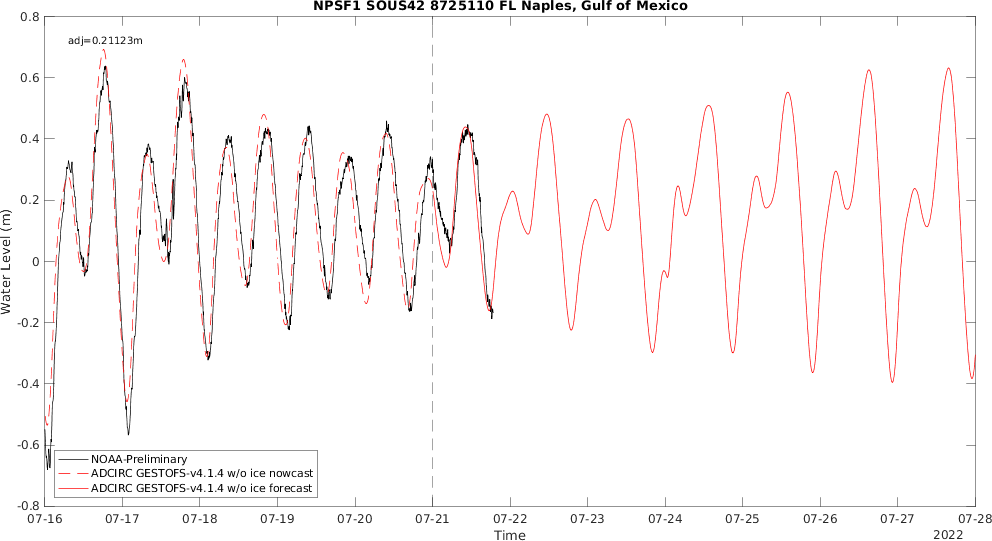 NPSF1 SOUS42 8725110 FL Naples, Gulf of Mexico
adj=0.21123m
0.8
0.6
0.4
0.2
0
-0.2
-0.4
-0.6
-0.8
Water Level (m)
NOAA-Preliminary
ADCIRC GESTOFS-v4.1.4 w/o ice nowcast
ADCIRC GESTOFS-v4.1.4 w/o ice forecast
07-16 07-17 07-18 07-19 07-20 07-21 07-22 07-23 07-24 07-25 07-26 07-27 07-28
Time
2022